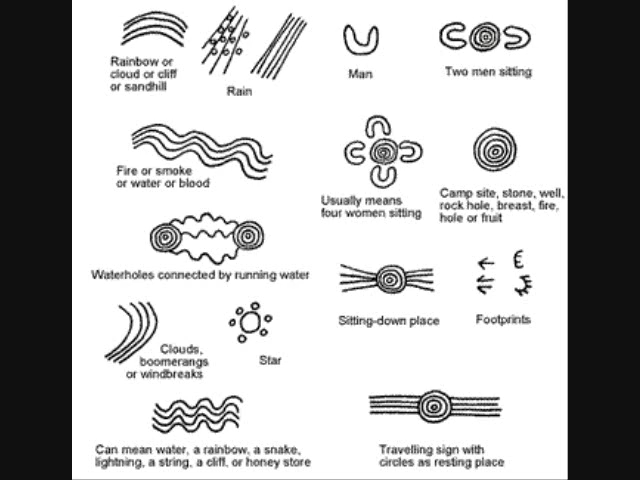 Rainbow or
cloud or cliff
or sandhill
Rain
Man
Two men sitting
Fire or smoke
or water or blood
Usually means
four women sitting
Camp site, stone, well,
rock hole, breast, fire,
hole or fruit
Waterholes connected by running water
Sitting-down place
Footprints
Clouds,
boomerangs
or windbreaks
Star
Can mean water, a rainbow, a snake,
lightning, a string, a cliff, or honey store
Travelling sign with
circles as resting place